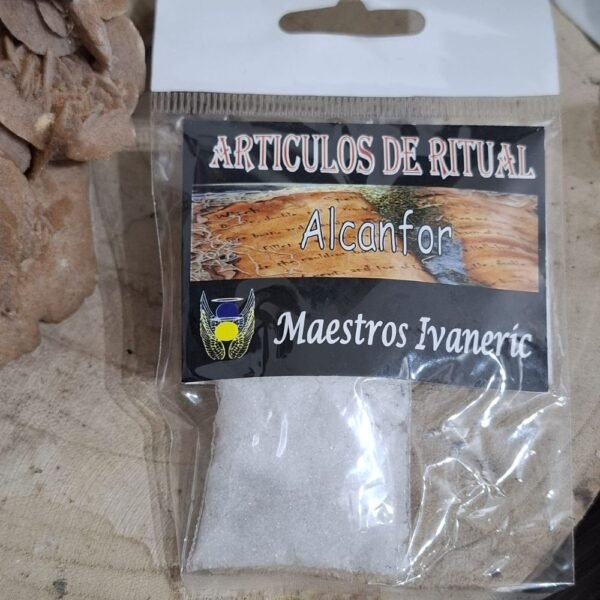 ARTICULOS DE RITUAL
Alcanfor
Maestros Ivaneric